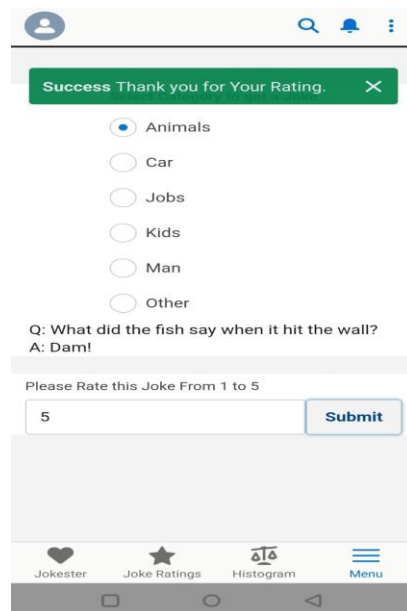 Success Thank you for Your Rating.
Animals
Car
Jobs
Kids
Man
Other
Q: What did the fish say when it hit the wall?
A: Dam!
Please Rate this Joke From 1 to 5
5 Submit
Jokester Joke Ratings Histogram Menu